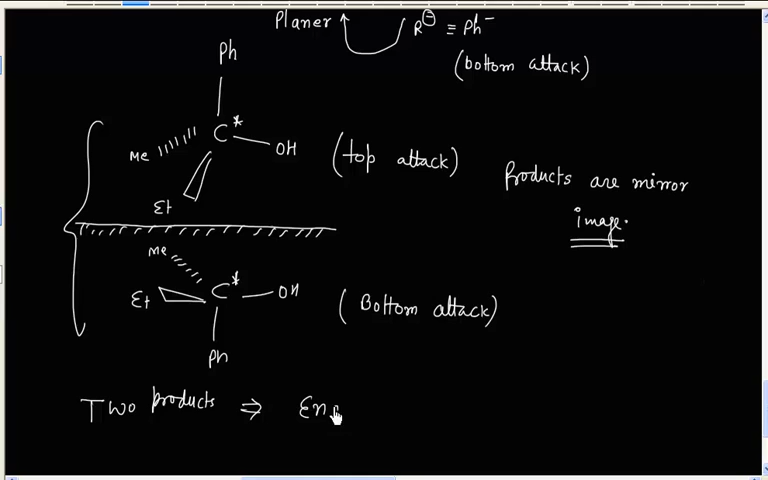 Planer R⊖ ≡ Ph⁻
(bottom attack)
Ph
C*
Me OH (top attack)
Products are mirror
image.
Et
Me
Et C* OH (Bottom attack)
Ph
Two products ⇒ En